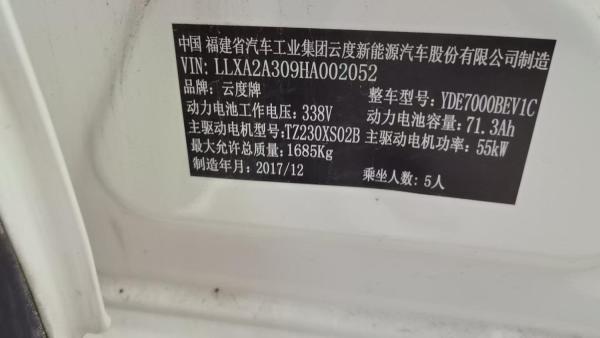 中国 福建省汽车工业集团云度新能源汽车股份有限公司制造
VIN: LLXA2A309HA002052
品牌: 云度牌 整车型号: YDE7000BEV1C
动力电池工作电压: 338V 动力电池容量: 71.3Ah
主驱动电机型号: TZ230XS02B 主驱动电机功率: 55kW
最大允许总质量: 1685Kg
制造年月: 2017/12 乘坐人数: 5人